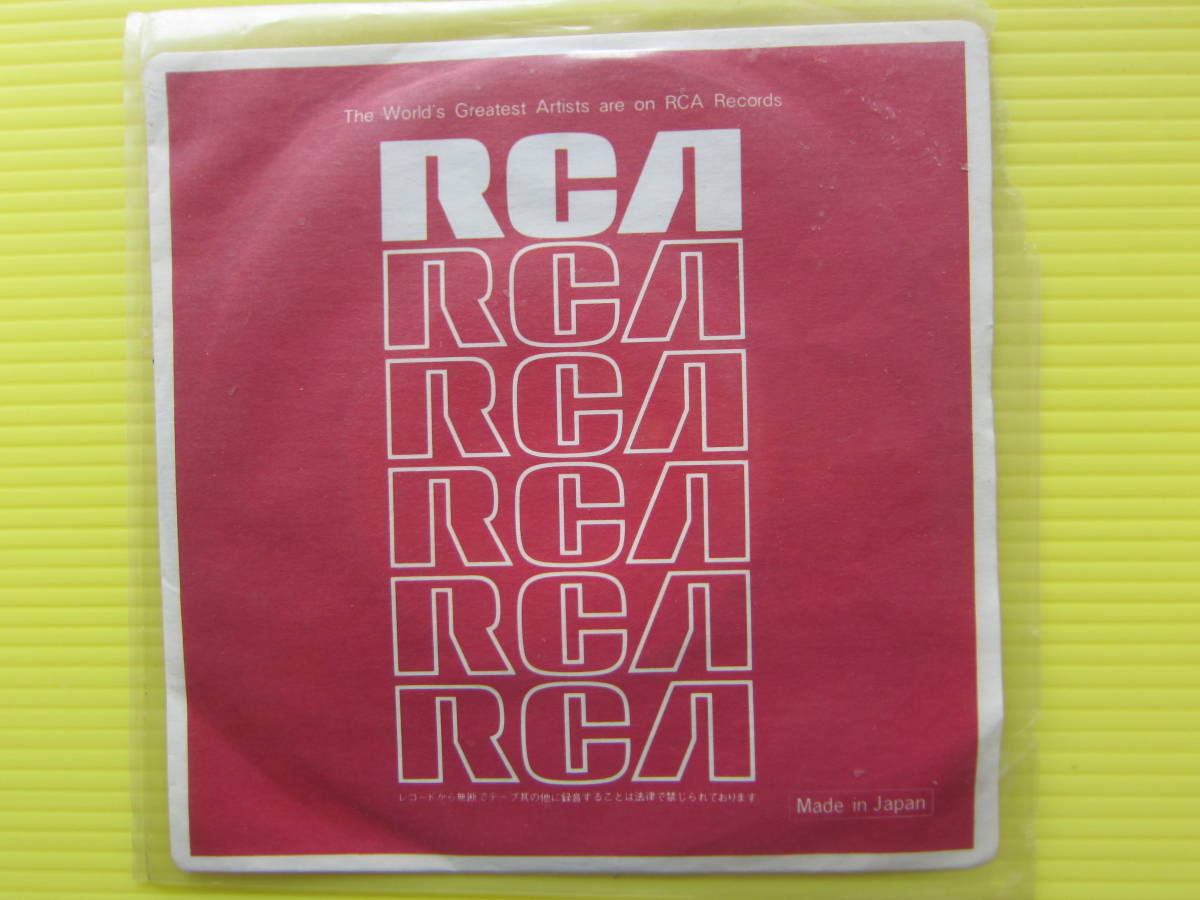 The World's Greatest Artists are on RCA Records
RCA
RCA
RCA
RCA
RCA
RCA
レコードから無断でテープ其の他に録音することは法律で禁じられております
Made in Japan